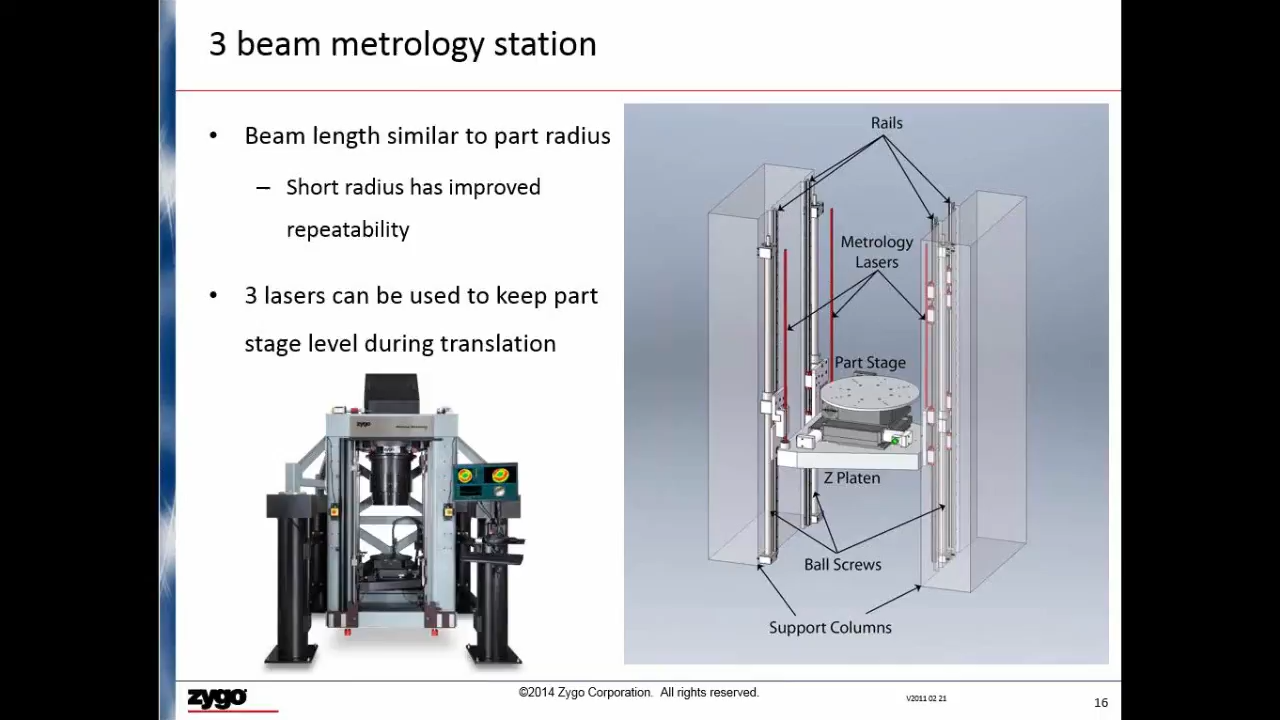 3 beam metrology station
• Beam length similar to part radius
– Short radius has improved
repeatability
• 3 lasers can be used to keep part
stage level during translation
Rails
Metrology
Lasers
Part Stage
Z Platen
Ball Screws
Support Columns
zygo
zygo
©2014 Zygo Corporation. All rights reserved.
V2011 02 21
16